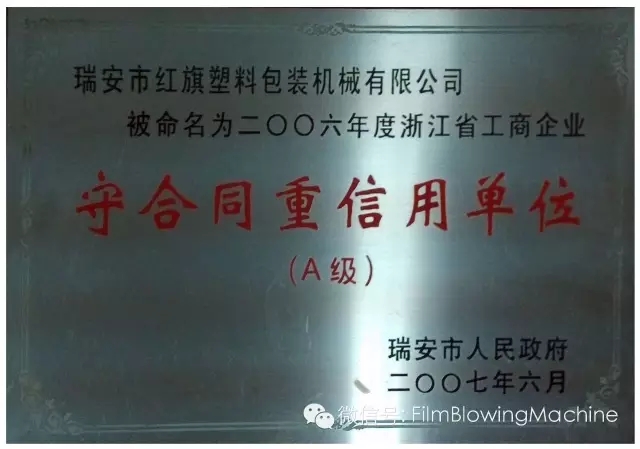 瑞安市红旗塑料包装机械有限公司
被命名为二〇〇六年度浙江省工商企业
守合同重信用单位
(A级)
瑞安市人民政府
二〇〇七年六月
微信号: FilmBlowingMachine